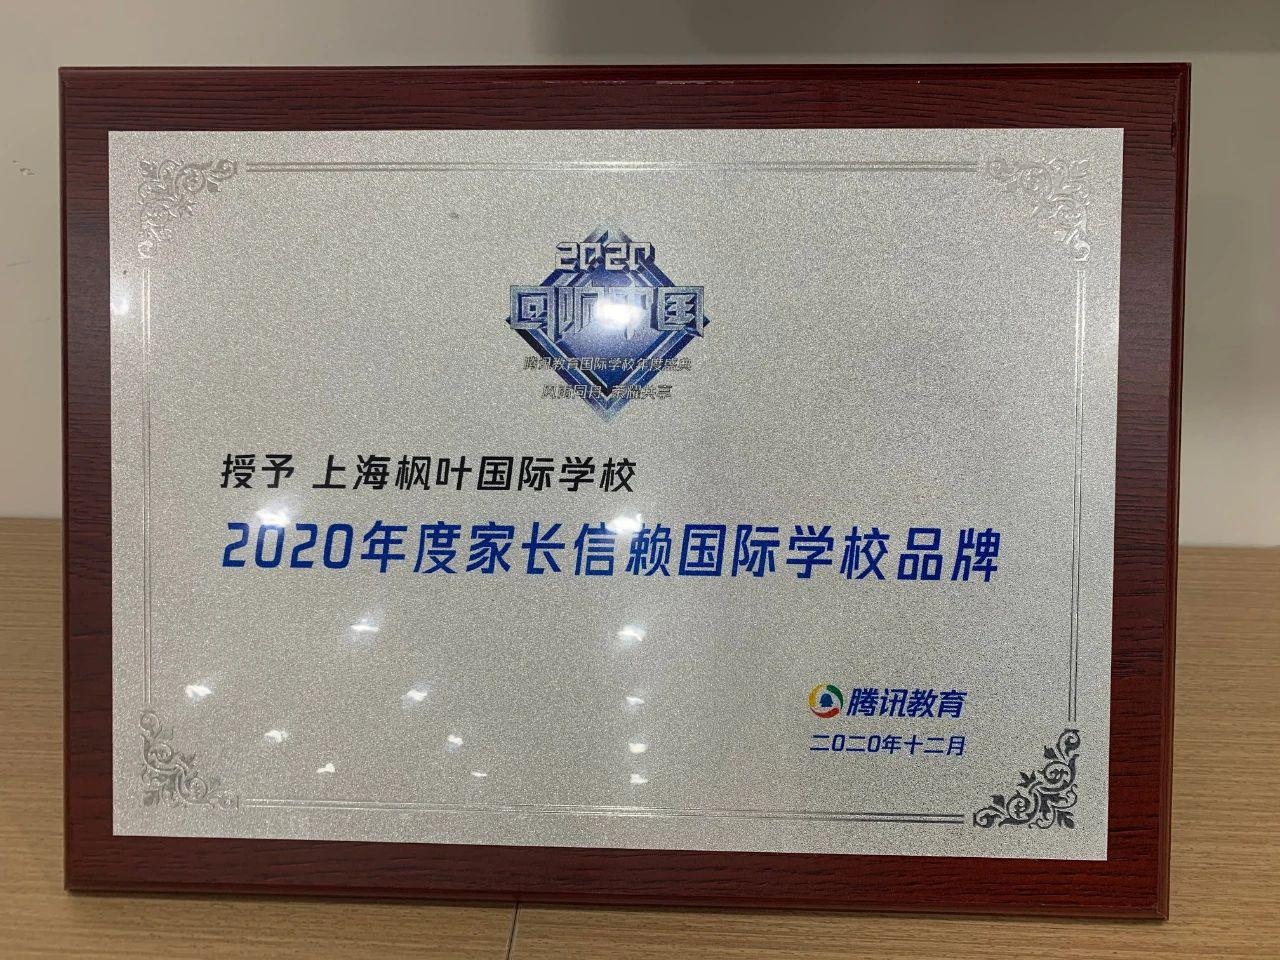 2020
回响中国
腾讯教育国际学校年度盛典
风雨同舟 荣耀共享
授予 上海枫叶国际学校
2020年度家长信赖国际学校品牌
腾讯教育
二〇二〇年十二月